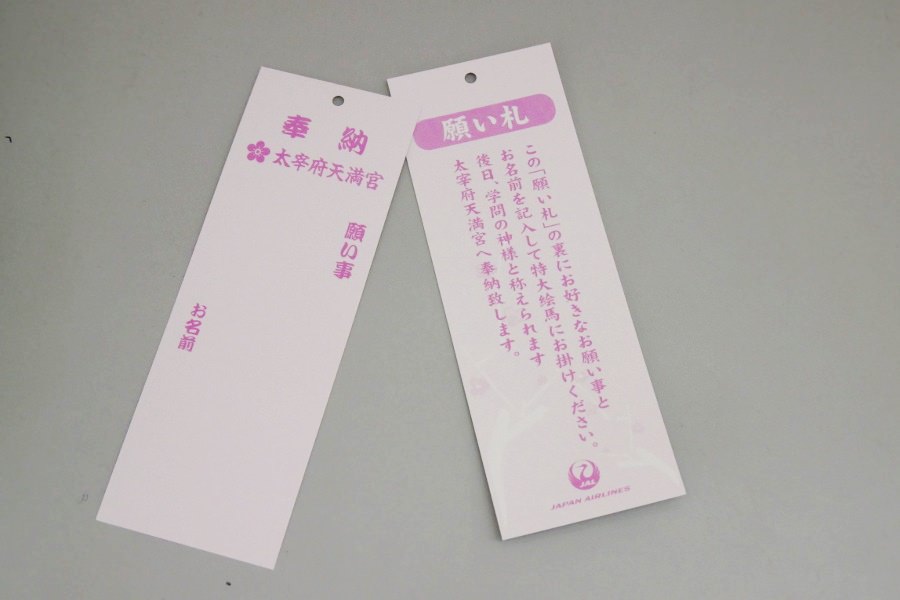 奉納
太宰府天満宮
願い事
お名前
願い札
この「願い札」の裏にお好きなお願い事と
お名前を記入して特大絵馬にお掛けください。
後日、学問の神様と称えられます
太宰府天満宮へ奉納致します。
JAL
JAPAN AIRLINES